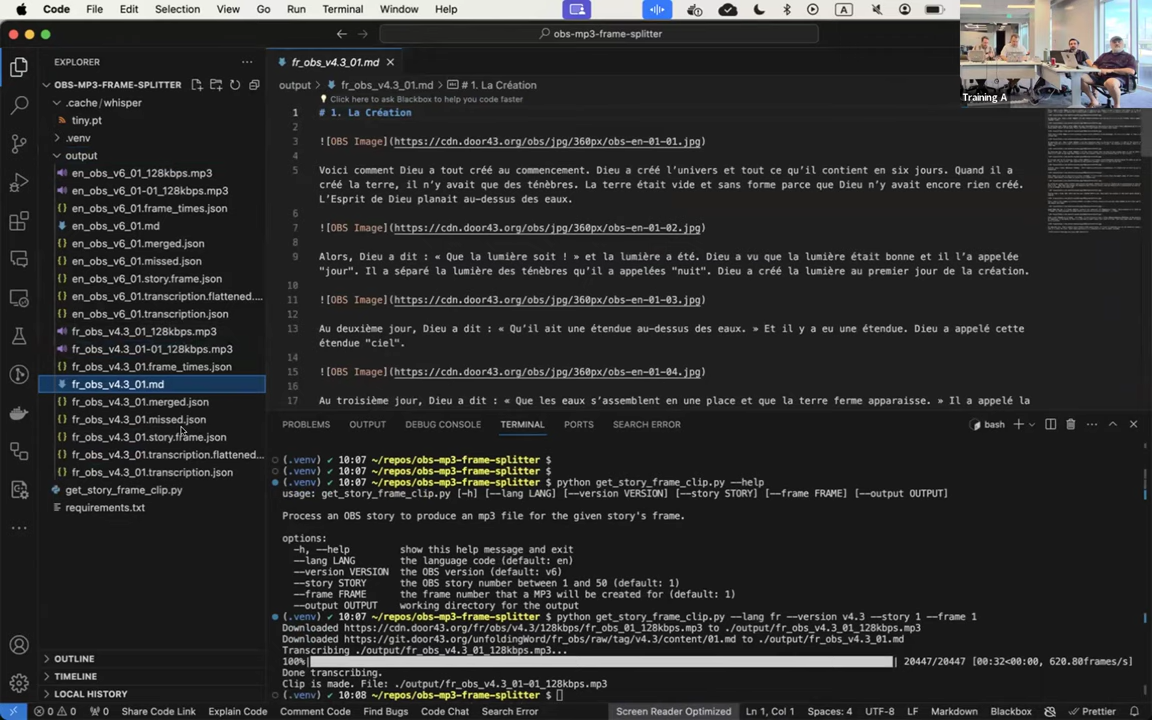 Code File Edit Selection View Go Run Terminal Window Help
A
obs-mp3-frame-splitter
Training A
EXPLORER
OBS-MP3-FRAME-SPLITTER
.cache/whisper
tiny.pt
.venv
output
en_obs_v6_01_128kbps.mp3
en_obs_v6_01-01_128kbps.mp3
en_obs_v6_01.frame_times.json
en_obs_v6_01.md
en_obs_v6_01.merged.json
en_obs_v6_01.missed.json
en_obs_v6_01.story.frame.json
en_obs_v6_01.transcription.flattened....
en_obs_v6_01.transcription.json
fr_obs_v4.3_01_128kbps.mp3
fr_obs_v4.3_01-01_128kbps.mp3
fr_obs_v4.3_01.frame_times.json
fr_obs_v4.3_01.md
fr_obs_v4.3_01.merged.json
fr_obs_v4.3_01.missed.json
fr_obs_v4.3_01.story.frame.json
fr_obs_v4.3_01.transcription.flattened...
fr_obs_v4.3_01.transcription.json
get_story_frame_clip.py
requirements.txt
OUTLINE
TIMELINE
LOCAL HISTORY
fr_obs_v4.3_01.md
output > fr_obs_v4.3_01.md > # 1. La Création
Click here to ask Blackbox to help you code faster
1 # 1. La Création
2
3 ![OBS Image](https://cdn.door43.org/obs/jpg/360px/obs-en-01-01.jpg)
4
5 Voici comment Dieu a tout créé au commencement. Dieu a créé l'univers et tout ce qu'il contient en six jours. Quand il a
créé la terre, il n'y avait que des ténèbres. La terre était vide et sans forme parce que Dieu n'y avait encore rien créé.
L'Esprit de Dieu planait au-dessus des eaux.
6
7 ![OBS Image](https://cdn.door43.org/obs/jpg/360px/obs-en-01-02.jpg)
8
9 Alors, Dieu a dit : « Que la lumière soit ! » et la lumière a été. Dieu a vu que la lumière était bonne et il l'a appelée
"jour". Il a séparé la lumière des ténèbres qu'il a appelées "nuit". Dieu a créé la lumière au premier jour de la création.
10
11 ![OBS Image](https://cdn.door43.org/obs/jpg/360px/obs-en-01-03.jpg)
12
13 Au deuxième jour, Dieu a dit : « Qu'il ait une étendue au-dessus des eaux. » Et il y a eu une étendue. Dieu a appelé cette
étendue "ciel".
14
15 ![OBS Image](https://cdn.door43.org/obs/jpg/360px/obs-en-01-04.jpg)
16
17 Au troisième jour, Dieu a dit : « Que les eaux s'assemblent en une place et que la terre ferme apparaisse. » Il a appelé la
PROBLEMS OUTPUT DEBUG CONSOLE TERMINAL PORTS SEARCH ERROR
bash
(.venv) ✔ 10:07 ~/repos/obs-mp3-frame-splitter $
(.venv) ✔ 10:07 ~/repos/obs-mp3-frame-splitter $
(.venv) ✔ 10:07 ~/repos/obs-mp3-frame-splitter $ python get_story_frame_clip.py --help
usage: get_story_frame_clip.py [-h] [--lang LANG] [--version VERSION] [--story STORY] [--frame FRAME] [--output OUTPUT]
Process an OBS story to produce an mp3 file for the given story's frame.
options:
-h, --help show this help message and exit
--lang LANG the language code (default: en)
--version VERSION the OBS version (default: v6)
--story STORY the OBS story number between 1 and 50 (default: 1)
--frame FRAME the frame number that a MP3 will be created for (default: 1)
--output OUTPUT working directory for the output
(.venv) ✔ 10:07 ~/repos/obs-mp3-frame-splitter $ python get_story_frame_clip.py --lang fr --version v4.3 --story 1 --frame 1
Downloaded https://cdn.door43.org/fr/obs/v4.3/128kbps/fr_obs_01_128kbps.mp3 to ./output/fr_obs_v4.3_01_128kbps.mp3
Downloaded https://git.door43.org/unfoldingWord/fr_obs/raw/tag/v4.3/content/01.md to ./output/fr_obs_v4.3_01.md
Transcribing ./output/fr_obs_v4.3_01_128kbps.mp3...
100%| | 20447/20447 [00:32<00:00, 620.80frames/s]
Done transcribing.
Clip is made. File: ./output/fr_obs_v4.3_01-01_128kbps.mp3
(.venv) ✔ 10:08 ~/repos/obs-mp3-frame-splitter $
0 0 0 Share Code Link Explain Code Comment Code Find Bugs Code Chat Search Error Screen Reader Optimized Ln 1, Col 1 Spaces: 4 UTF-8 LF Markdown Blackbox Prettier